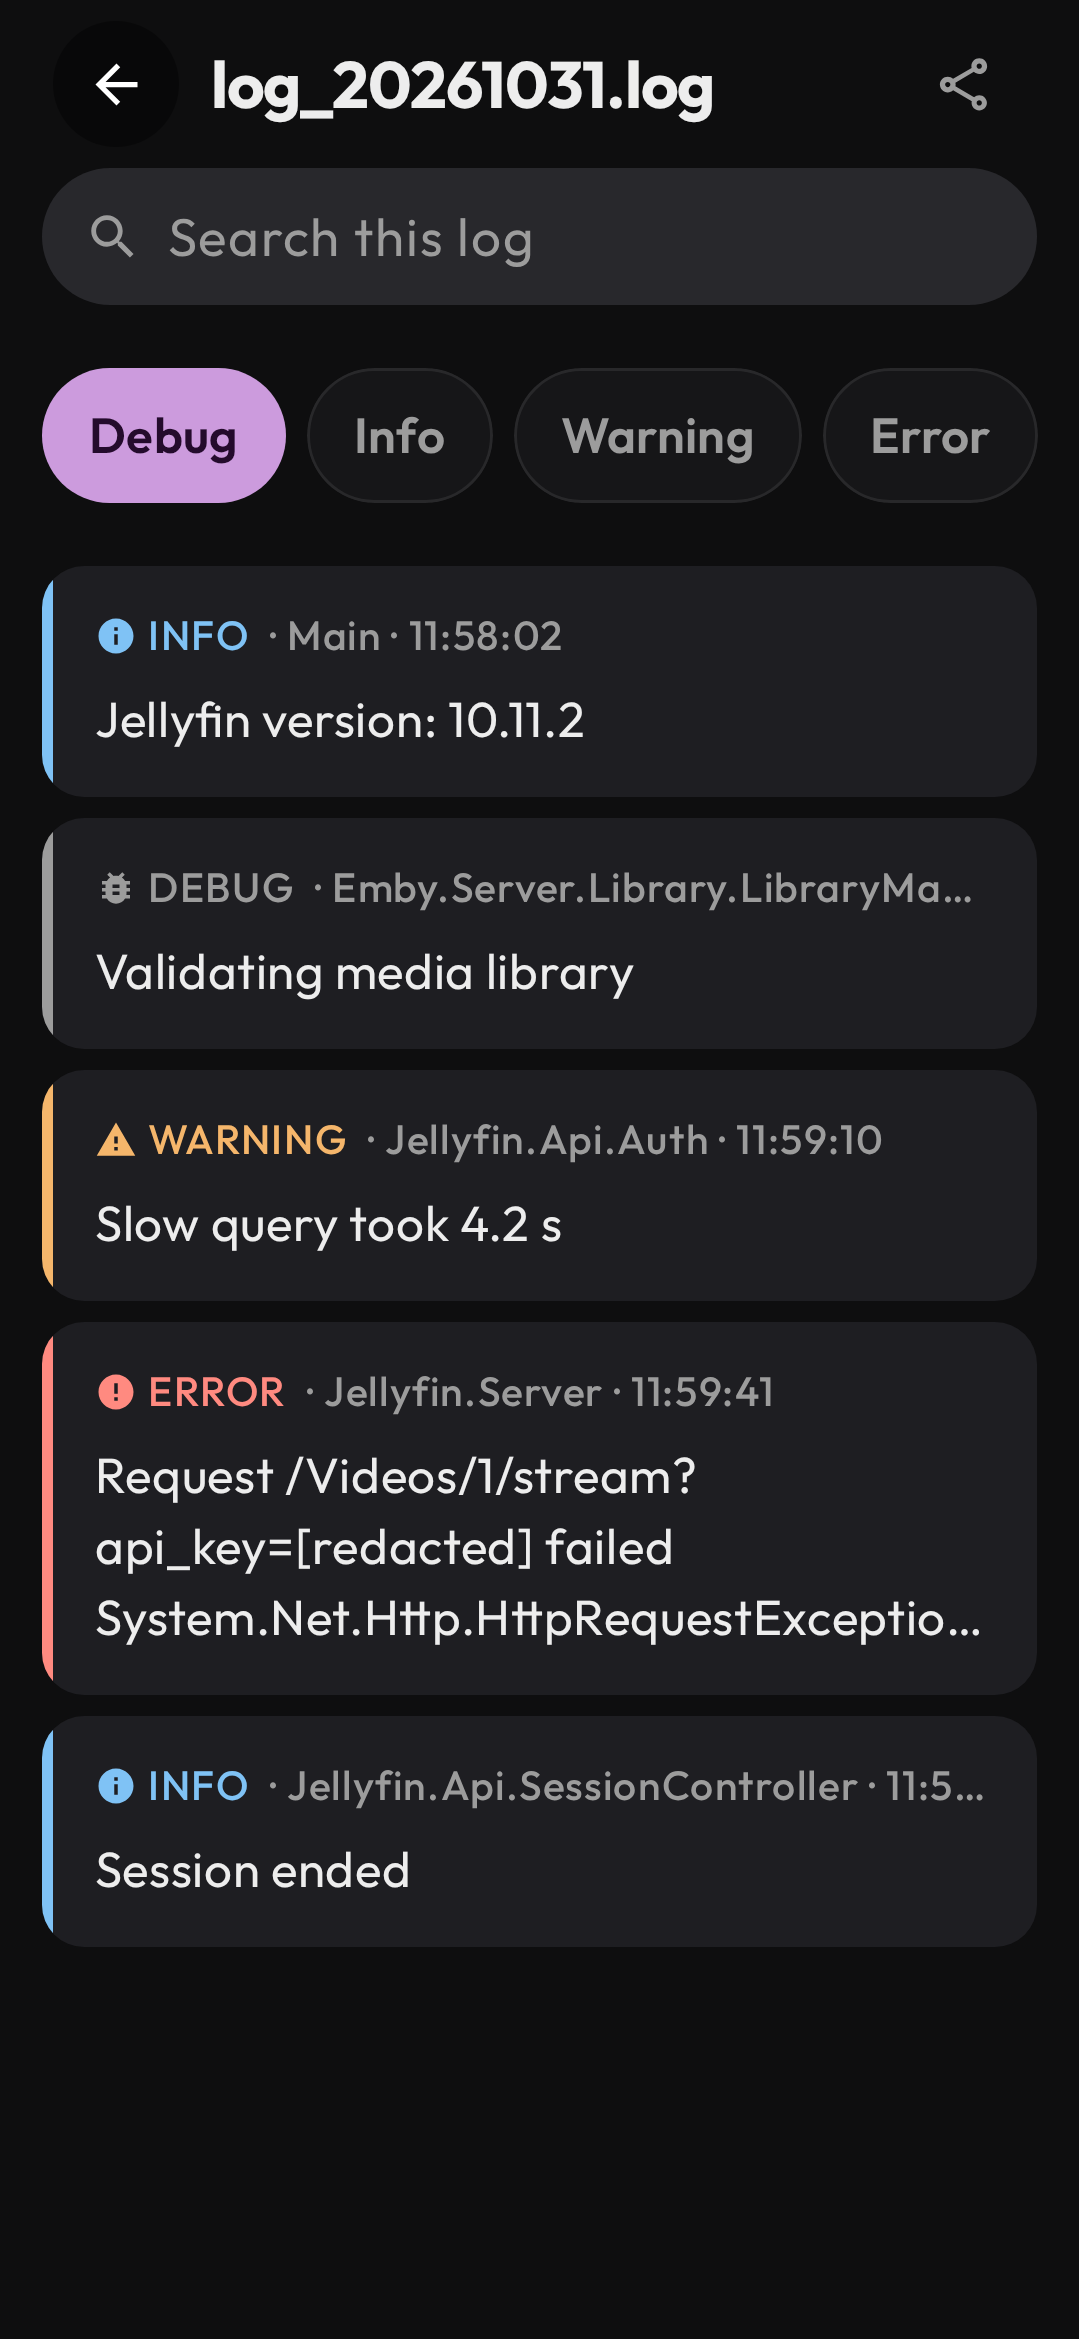 log_20261031.log
Search this log
Debug Info Warning Error
INFO · Main · 11:58:02
Jellyfin version: 10.11.2
DEBUG · Emby.Server.Library.LibraryMa...
Validating media library
WARNING · Jellyfin.Api.Auth · 11:59:10
Slow query took 4.2 s
ERROR · Jellyfin.Server · 11:59:41
Request /Videos/1/stream?
api_key=[redacted] failed
System.Net.Http.HttpRequestExceptio...
INFO · Jellyfin.Api.SessionController · 11:5...
Session ended